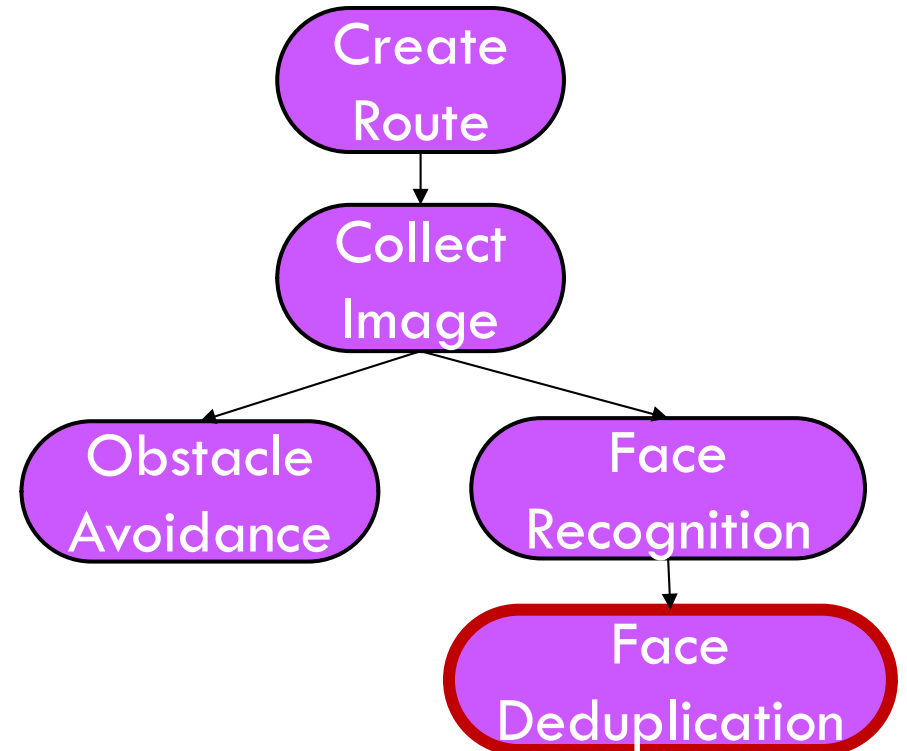 Create
Route
Collect
Image
Obstacle
Avoidance
Face
Recognition
Face
Deduplication